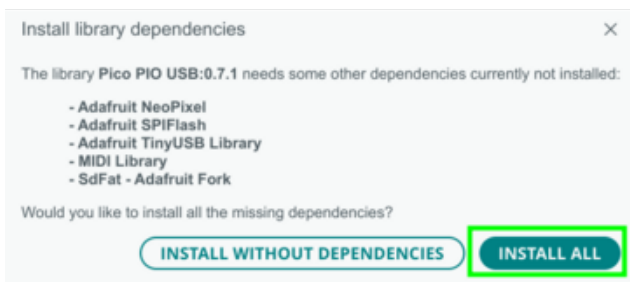 Install library dependencies
The library Pico PIO USB:0.7.1 needs some other dependencies currently not installed:
- Adafruit NeoPixel
- Adafruit SPIFlash
- Adafruit TinyUSB Library
- MIDI Library
- SdFat - Adafruit Fork
Would you like to install all the missing dependencies?
INSTALL WITHOUT DEPENDENCIES INSTALL ALL